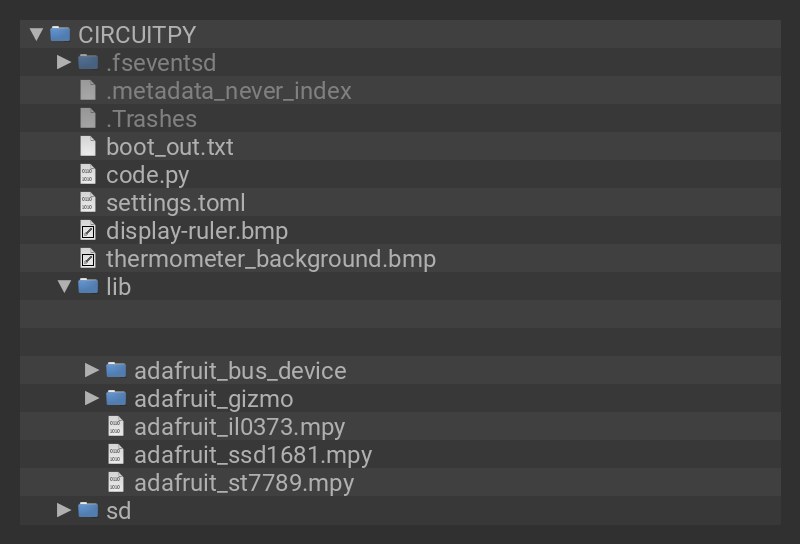 CIRCUITPY
.fseventsd
.metadata_never_index
.Trashes
boot_out.txt
code.py
settings.toml
display-ruler.bmp
thermometer_background.bmp
lib
adafruit_bus_device
adafruit_gizmo
adafruit_il0373.mpy
adafruit_ssd1681.mpy
adafruit_st7789.mpy
sd